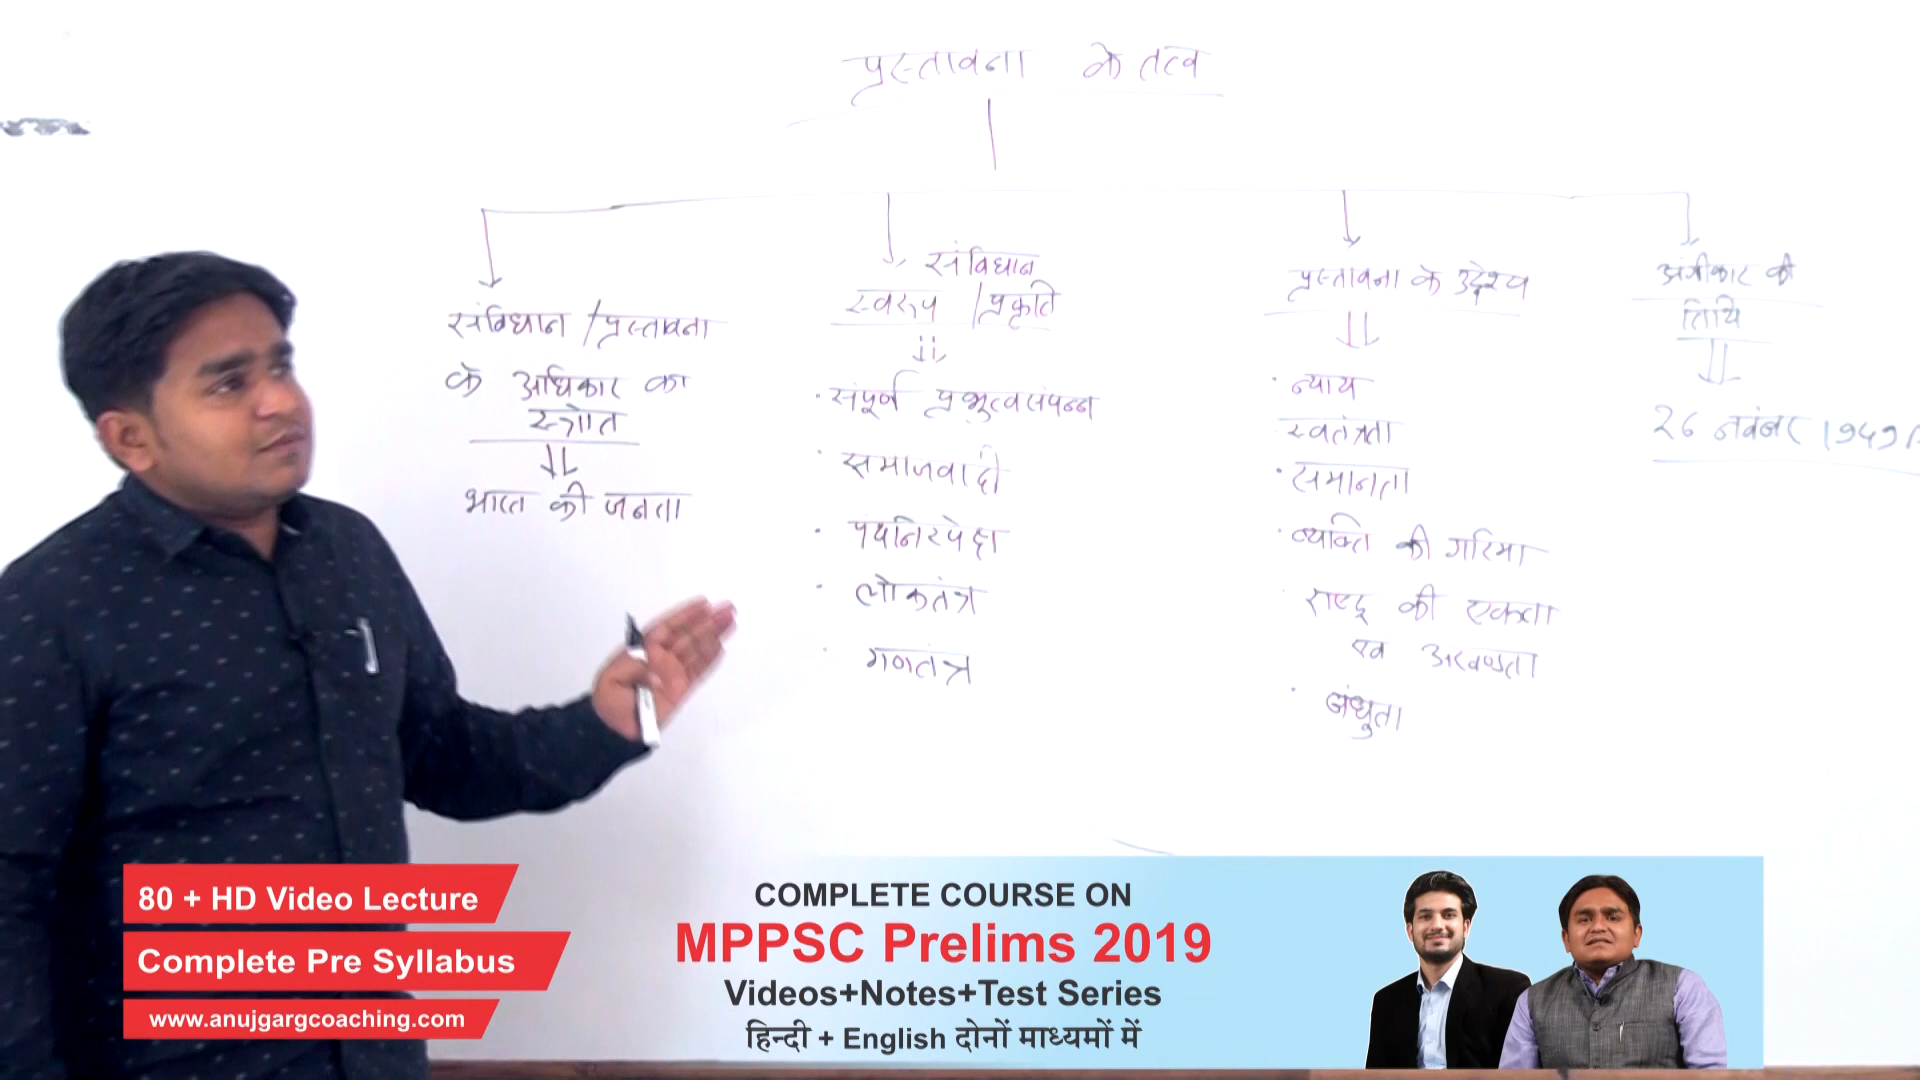 प्रस्तावना के तत्व
संविधान / प्रस्तावना
के अधिकार का
स्त्रोत
भारत की जनता
संविधान
स्वरूप / प्रकृति
· संपूर्ण प्रभुत्वसंपन्न
· समाजवादी
· पंथनिरपेक्ष
· लोकतंत्र
· गणतंत्र
प्रस्तावना के उद्देश्य
· न्याय
स्वतंत्रता
· समानता
· व्यक्ति की गरिमा
राष्ट्र की एकता
एवं अखण्डता
· बंधुता
अंगीकार की
तिथि
26 नवंबर 1949
80 + HD Video Lecture
Complete Pre Syllabus
www.anujgargcoaching.com
COMPLETE COURSE ON
MPPSC Prelims 2019
Videos+Notes+Test Series
हिन्दी + English दोनों माध्यमों में